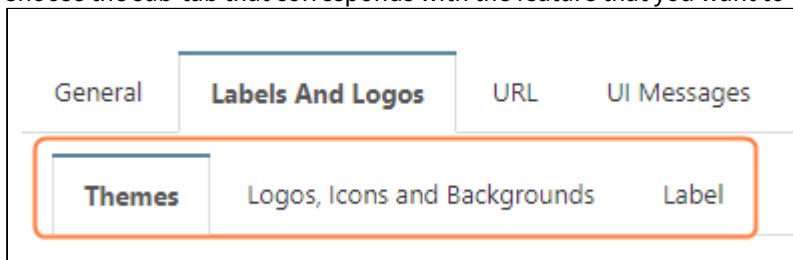 Choose the sub-tab that corresponds with the feature that you want to
General Labels And Logos URL UI Messages
Themes Logos, Icons and Backgrounds Label